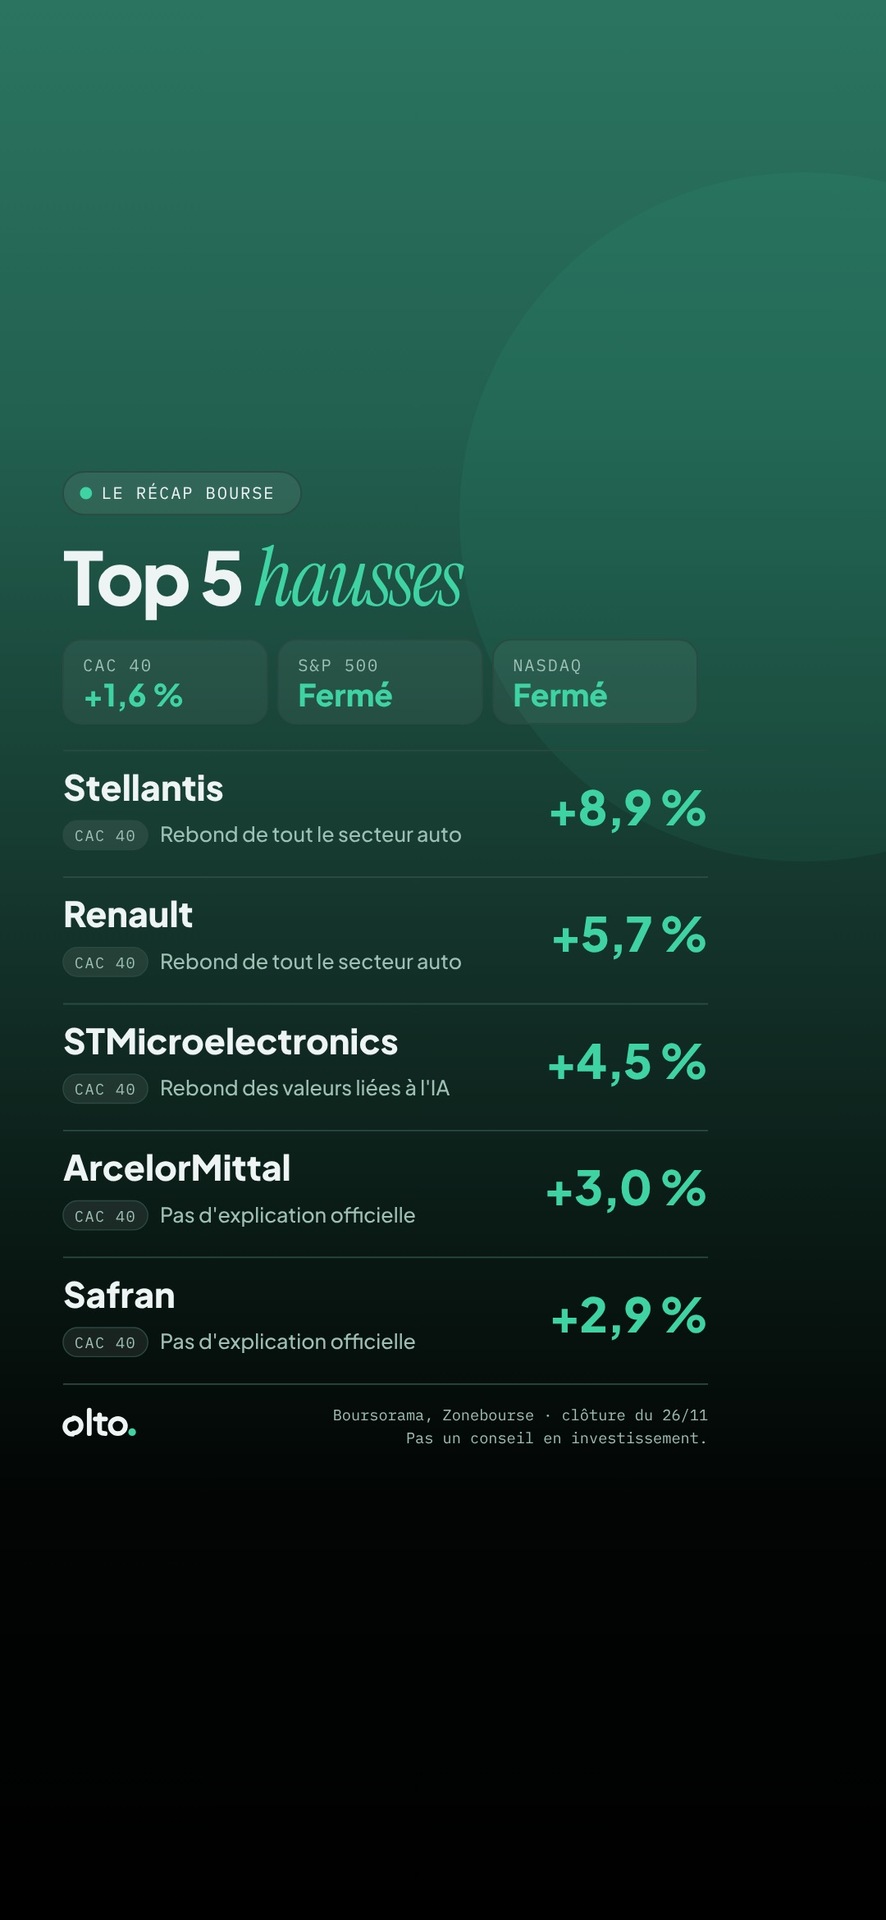 LE RÉCAP BOURSE
Top 5 hausses
CAC 40
+1,6 %
S&P 500
Fermé
NASDAQ
Fermé
Stellantis
CAC 40 Rebond de tout le secteur auto
+8,9 %
Renault
CAC 40 Rebond de tout le secteur auto
+5,7 %
STMicroelectronics
CAC 40 Rebond des valeurs liées à l'IA
+4,5 %
ArcelorMittal
CAC 40 Pas d'explication officielle
+3,0 %
Safran
CAC 40 Pas d'explication officielle
+2,9 %
olto.
Boursorama, Zonebourse · clôture du 26/11
Pas un conseil en investissement.